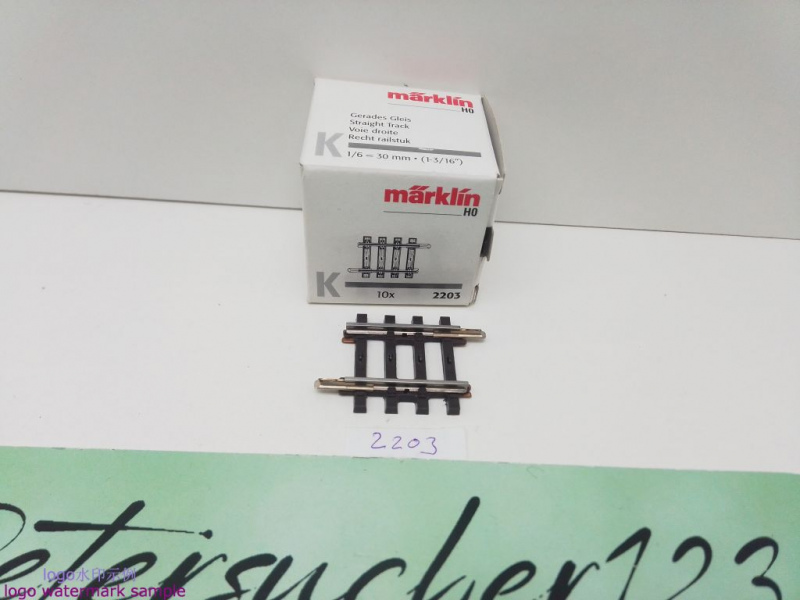 märklin
H0
Gerades Gleis
Straight Track
Voie droite
Recht railstuk
K
1/6 = 30 mm • (1-3/16")
märklin
H0
K
10x 2203
2203
Petersucher123
logo水印示例
logo watermark sample